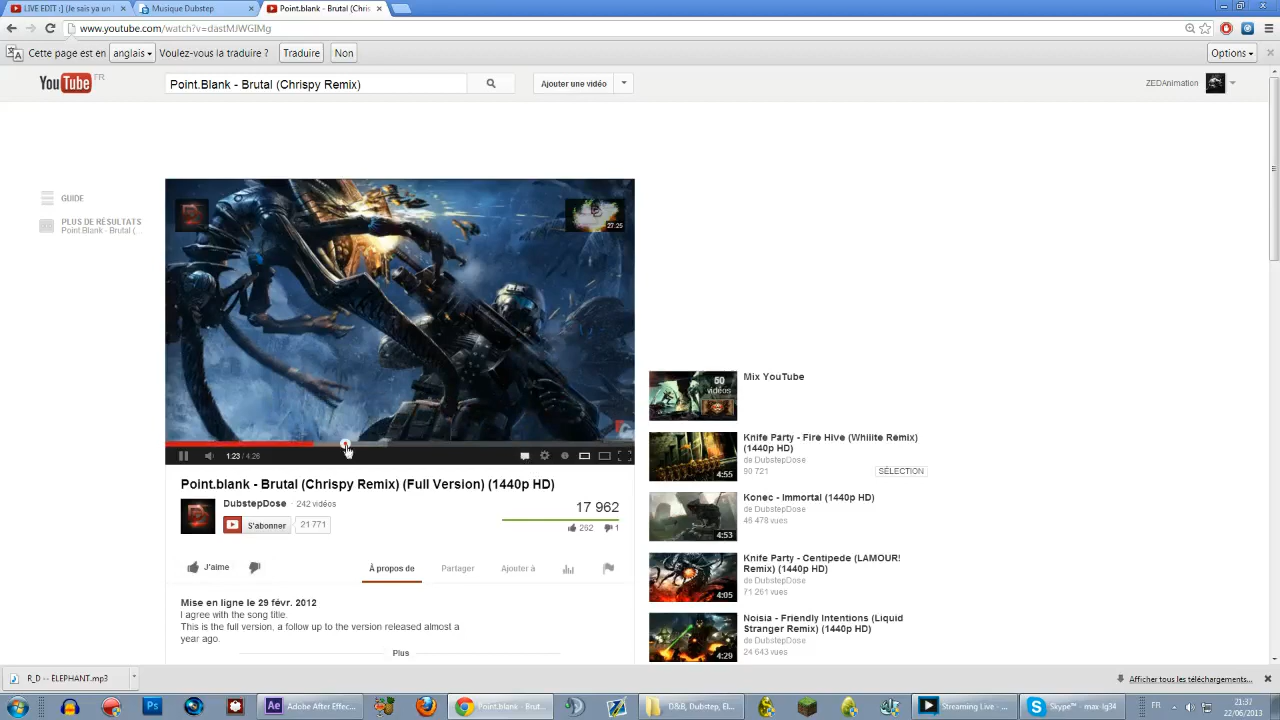 LIVE EDIT :] (Je sais ya un l
Musique Dubstep
Point.blank - Brutal (Chris
www.youtube.com/watch?v=dastMJWGIMg
Cette page est en anglais Voulez-vous la traduire ? Traduire Non Options
YouTube FR
Point.Blank - Brutal (Chrispy Remix)
Ajouter une vidéo
ZEDAnimation
GUIDE
PLUS DE RÉSULTATS
Point.Blank - Brutal (...
27:25
1:23 / 4:26
Point.blank - Brutal (Chrispy Remix) (Full Version) (1440p HD)
DubstepDose · 242 vidéos
S'abonner 21 771
17 962
262 1
J'aime
À propos de Partager Ajouter à
Mise en ligne le 29 févr. 2012
I agree with the song title.
This is the full version, a follow up to the version released almost a
year ago.
Plus
50
vidéos
Mix YouTube
4:55
Knife Party - Fire Hive (Whiiite Remix)
(1440p HD)
de DubstepDose
90 721
SÉLECTION
4:53
Konec - Immortal (1440p HD)
de DubstepDose
46 478 vues
4:05
Knife Party - Centipede (LAMOUR!
Remix) (1440p HD)
de DubstepDose
71 261 vues
4:29
Noisia - Friendly Intentions (Liquid
Stranger Remix) (1440p HD)
de DubstepDose
24 643 vues
R_D -- ELEPHANT.mp3
Afficher tous les téléchargements...
Adobe After Effec...
Point.blank - Brut...
D&B, Dubstep, El...
Streaming Live - ...
Skype™ - max-lg34
FR
21:37
22/06/2013